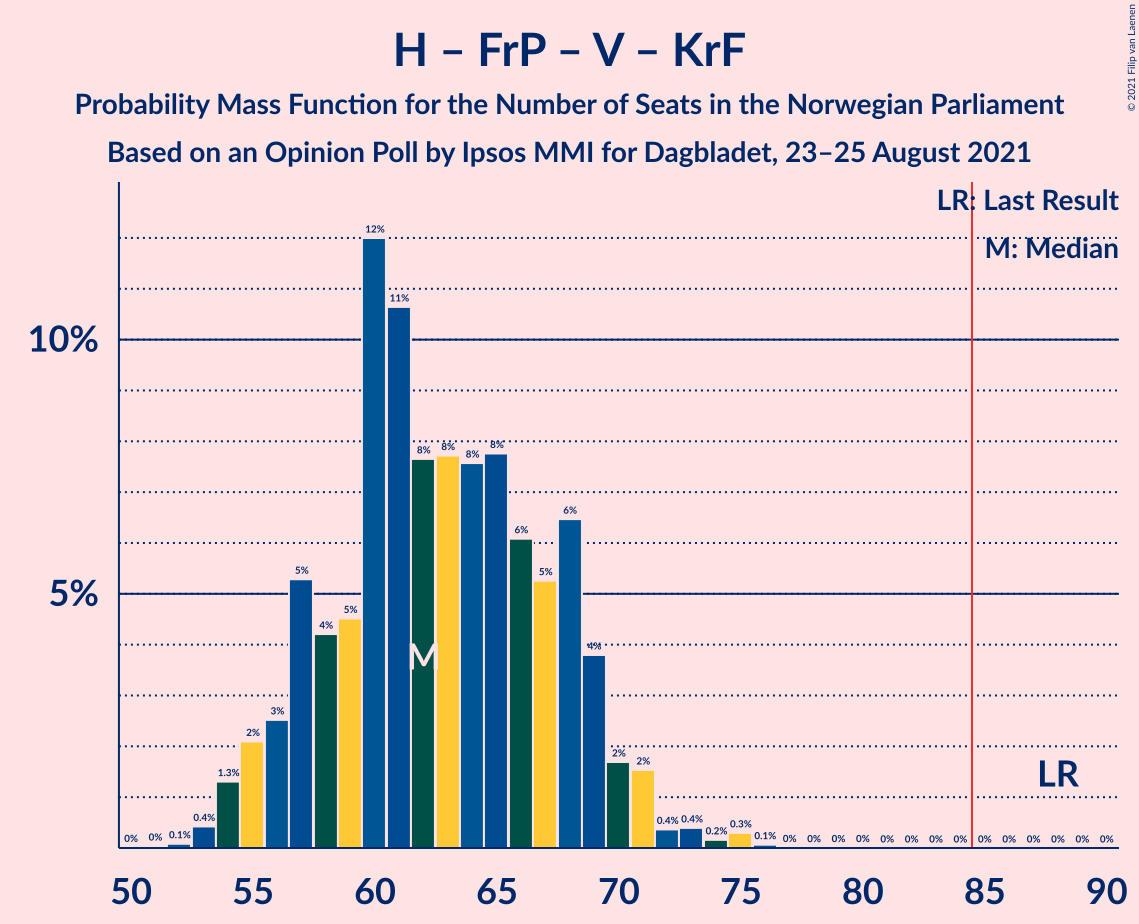 H – FrP – V – KrF
Probability Mass Function for the Number of Seats in the Norwegian Parliament
Based on an Opinion Poll by Ipsos MMI for Dagbladet, 23–25 August 2021
© 2021 Filip van Laenen
LR: Last Result
M: Median
10%
5%
0% 0% 0.1% 0.4% 1.3% 2% 3% 5% 4% 5% 12% 11% 8% 8% 8% 8% 6% 5% 6% 4% 2% 2% 0.4% 0.4% 0.2% 0.3% 0.1% 0% 0% 0% 0% 0% 0% 0% 0% 0% 0% 0% 0% 0% 0%
M
LR
50 55 60 65 70 75 80 85 90